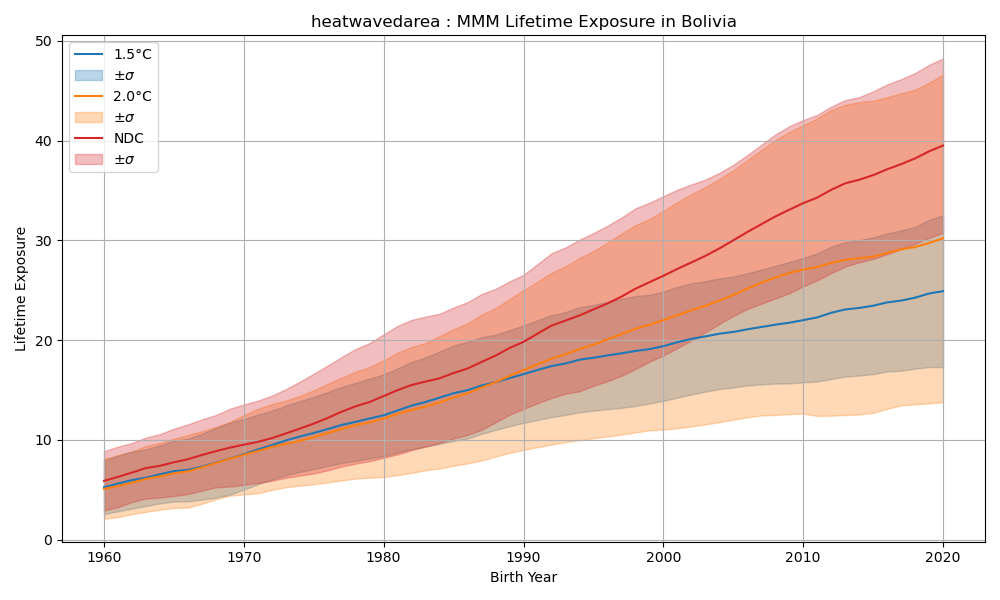 heatwavedarea : MMM Lifetime Exposure in Bolivia
50
40
30
20
10
0
Lifetime Exposure
1.5°C
±σ
2.0°C
±σ
NDC
±σ
1960
1970
1980
1990
2000
2010
2020
Birth Year